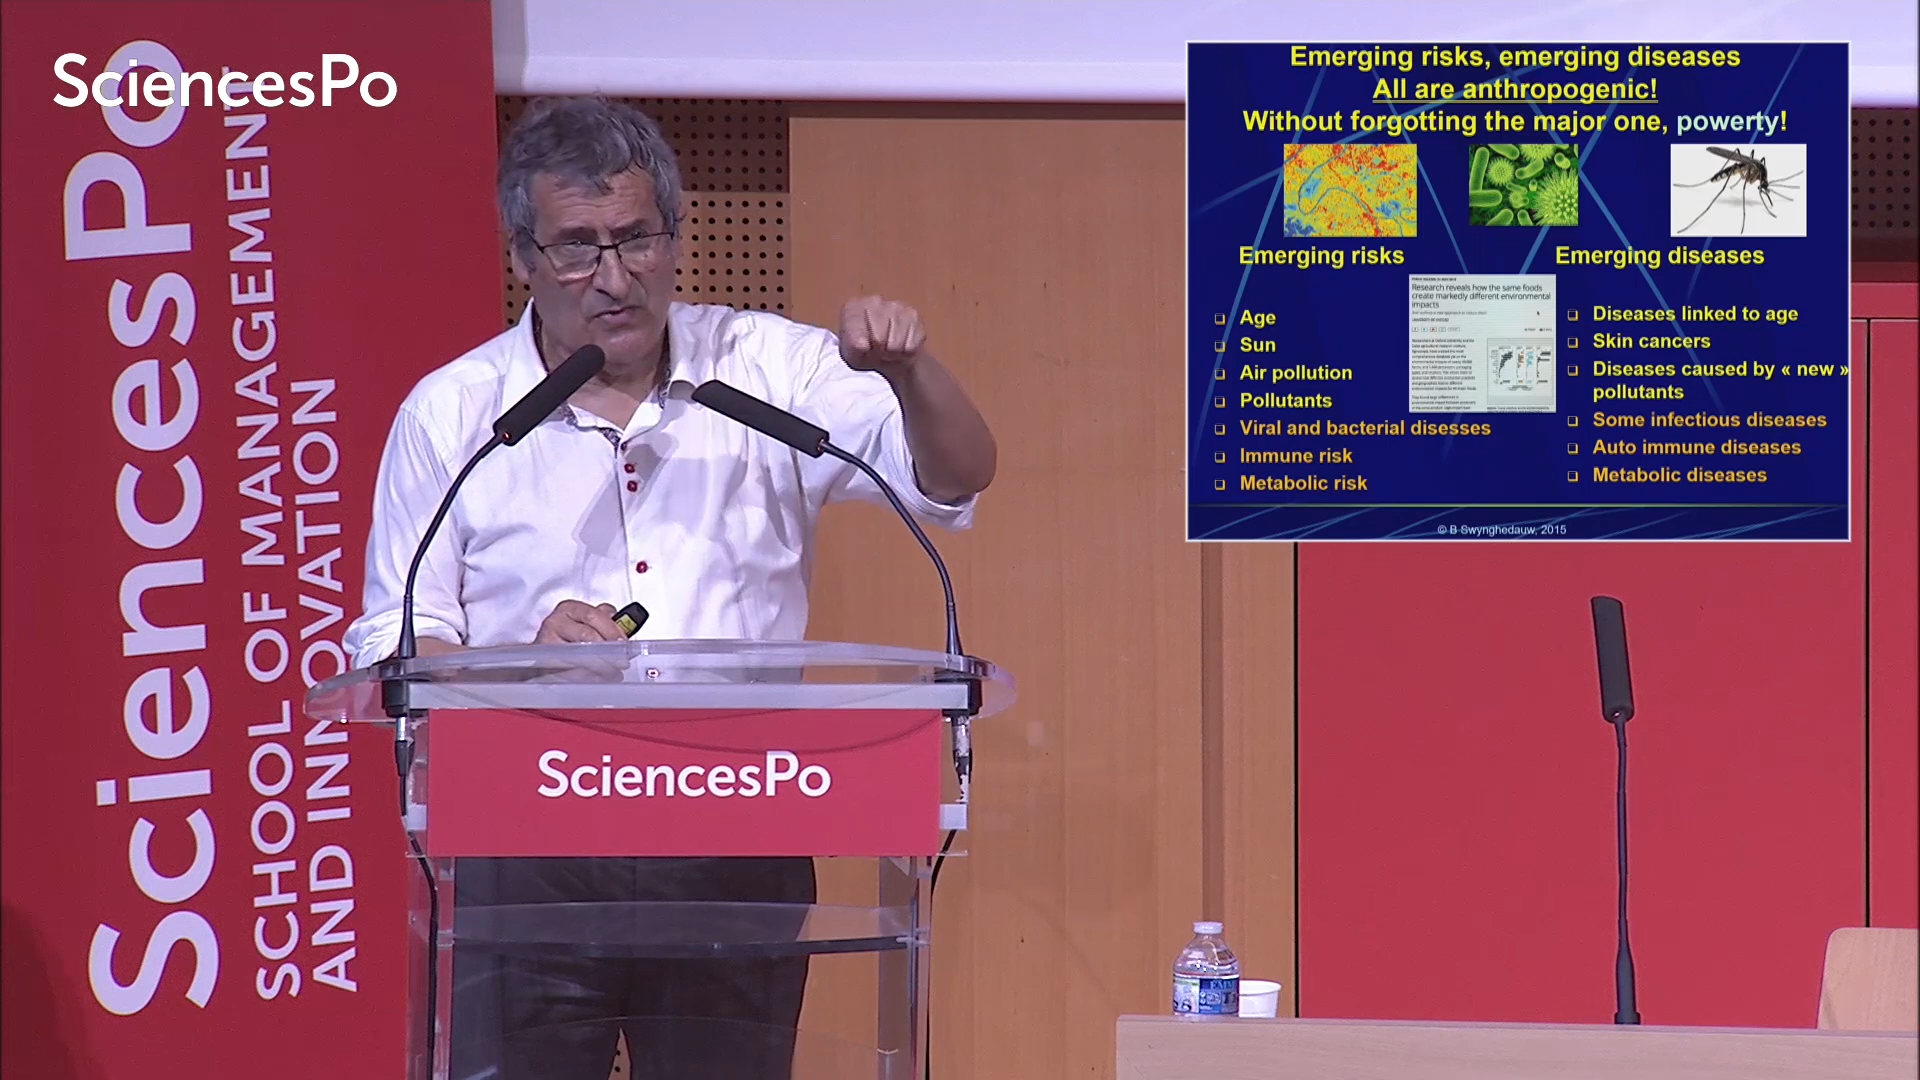 SciencesPo
SciencesPo
SCHOOL OF MANAGEMENT
AND INNOVATION
SciencesPo
Emerging risks, emerging diseases
All are anthropogenic!
Without forgotting the major one, powerty!
Emerging risks
Emerging diseases
Research reveals how the same foods
create markedly different environmental
impacts
Age
Sun
Air pollution
Pollutants
Viral and bacterial disesses
Immune risk
Metabolic risk
Diseases linked to age
Skin cancers
Diseases caused by « new »
pollutants
Some infectious diseases
Auto immune diseases
Metabolic diseases
© B Swynghedauw, 2015